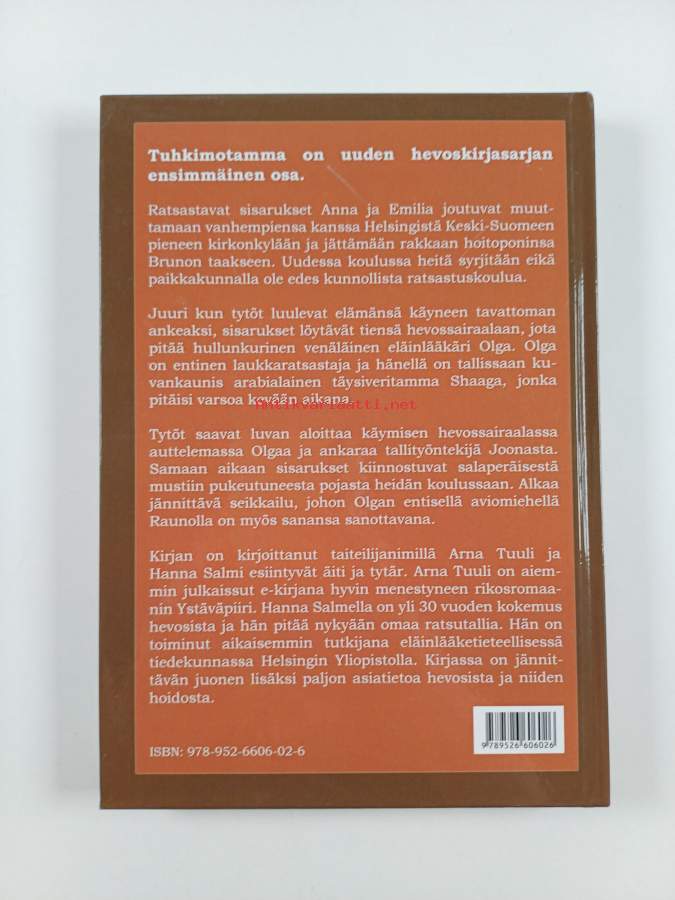 Tuhkimotamma on uuden hevoskirjasarjan
ensimmäinen osa.
Ratsastavat sisarukset Anna ja Emilia joutuvat muut-
tamaan vanhempiensa kanssa Helsingistä Keski-Suomeen
pieneen kirkonkylään ja jättämään rakkaan hoitoponinsa
Brunon taakseen. Uudessa koulussa heitä syrjitään eikä
paikkakunnalla ole edes kunnollista ratsastuskoulua.
Juuri kun tytöt luulevat elämänsä käyneen tavattoman
ankeaksi, sisarukset löytävät tiensä hevossairaalaan, jota
pitää hullunkurinen venäläinen eläinlääkäri Olga. Olga
on entinen laukkaratsastaja ja hänellä on tallissaan ku-
vankaunis arabialainen täysiveritamma Shaaga, jonka
pitäisi varsoa kevään aikana.
Antikvariaatti.net
Tytöt saavat luvan aloittaa käymisen hevossairaalassa
auttelemassa Olgaa ja ankaraa tallityöntekijä Joonasta.
Samaan aikaan sisarukset kiinnostuvat salaperäisestä
mustiin pukeutuneesta pojasta heidän koulussaan. Alkaa
jännittävä seikkailu, johon Olgan entisellä aviomiehellä
Raunolla on myös sanansa sanottavana.
Kirjan on kirjoittanut taiteilijanimillä Arna Tuuli ja
Hanna Salmi esiintyvät äiti ja tytär. Arna Tuuli on aiem-
min julkaissut e-kirjana hyvin menestyneen rikosromaa-
nin Ystäväpiiri. Hanna Salmella on yli 30 vuoden kokemus
hevosista ja hän pitää nykyään omaa ratsutallia. Hän on
toiminut aikaisemmin tutkijana eläinlääketieteellisessä
tiedekunnassa Helsingin Yliopistolla. Kirjassa on jännit-
tävän juonen lisäksi paljon asiatietoa hevosista ja niiden
hoidosta.
ISBN: 978-952-6606-02-6
9 789526 606026